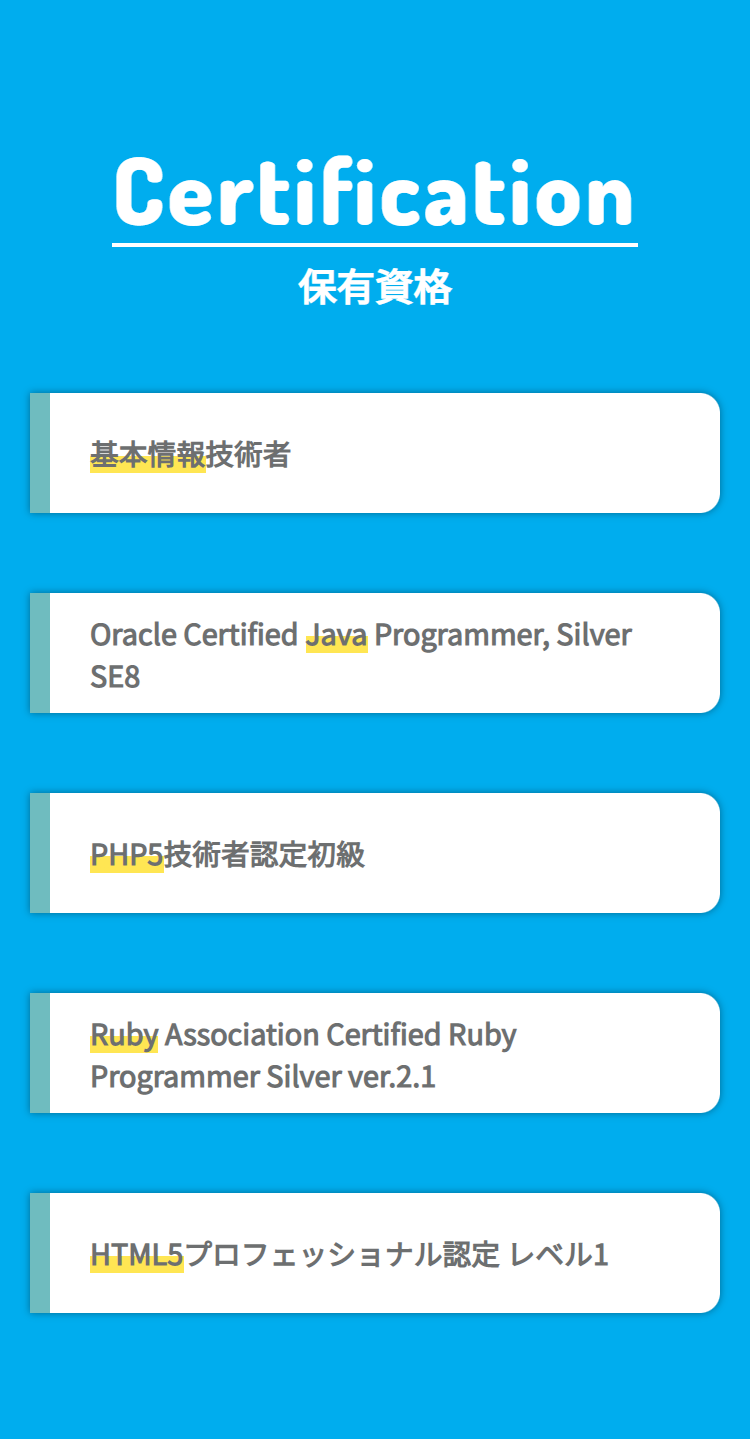 Certification
保有資格
基本情報技術者
Oracle Certified Java Programmer, Silver
SE8
PHP5技術者認定初級
Ruby Association Certified Ruby
Programmer Silver ver.2.1
HTML5プロフェッショナル認定 レベル1